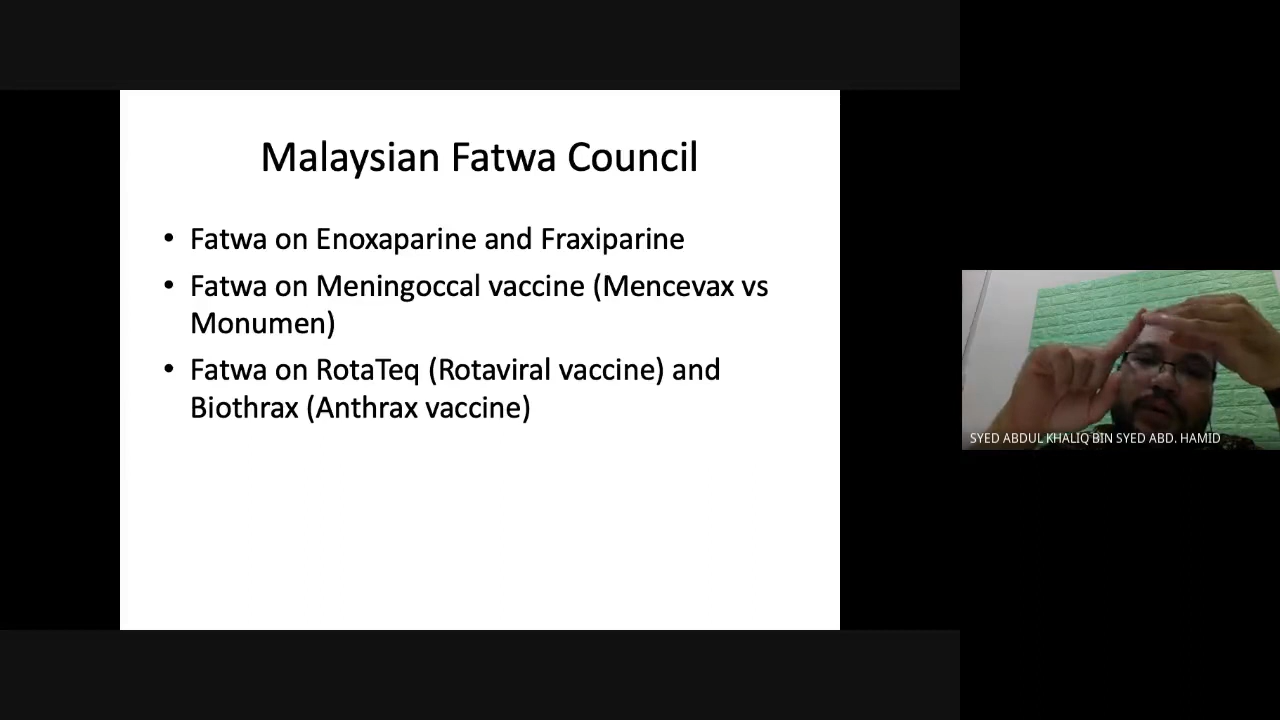 Malaysian Fatwa Council
• Fatwa on Enoxaparine and Fraxiparine
• Fatwa on Meningoccal vaccine (Mencevax vs
Monumen)
• Fatwa on RotaTeq (Rotaviral vaccine) and
Biothrax (Anthrax vaccine)
SYED ABDUL KHALIQ BIN SYED ABD. HAMID